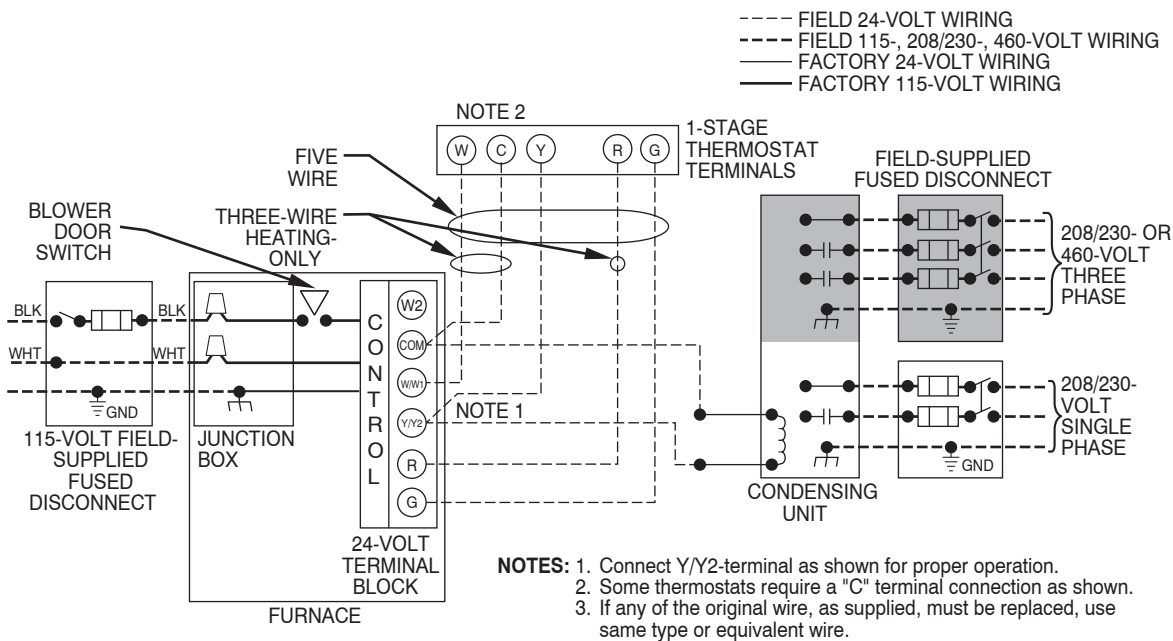 FIELD 24-VOLT WIRING
FIELD 115-, 208/230-, 460-VOLT WIRING
FACTORY 24-VOLT WIRING
FACTORY 115-VOLT WIRING
NOTE 2
W C Y R G
1-STAGE
THERMOSTAT
TERMINALS
FIVE
WIRE
THREE-WIRE
HEATING-
ONLY
BLOWER
DOOR
SWITCH
FIELD-SUPPLIED
FUSED DISCONNECT
208/230- OR
460-VOLT
THREE
PHASE
BLK
BLK
WHT
WHT
GND
115-VOLT FIELD-
SUPPLIED
FUSED
DISCONNECT
JUNCTION
BOX
CONTROL
W2
COM
W/W1
Y/Y2
R
G
NOTE 1
24-VOLT
TERMINAL
BLOCK
FURNACE
208/230-
VOLT
SINGLE
PHASE
GND
CONDENSING
UNIT
NOTES: 1. Connect Y/Y2-terminal as shown for proper operation.
2. Some thermostats require a "C" terminal connection as shown.
3. If any of the original wire, as supplied, must be replaced, use
same type or equivalent wire.